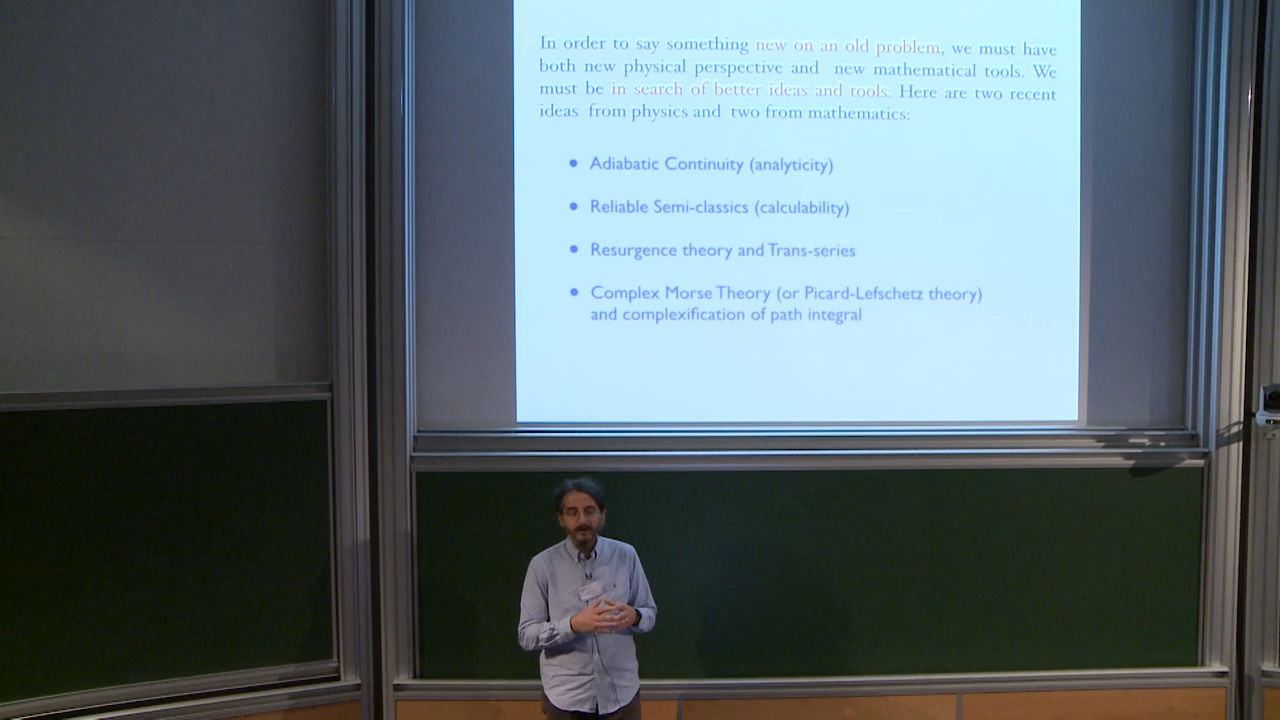 In order to say something new on an old problem, we must have
both new physical perspective and new mathematical tools. We
must be in search of better ideas and tools. Here are two recent
ideas from physics and two from mathematics:
• Adiabatic Continuity (analyticity)
• Reliable Semi-classics (calculability)
• Resurgence theory and Trans-series
• Complex Morse Theory (or Picard-Lefschetz theory)
and complexification of path integral